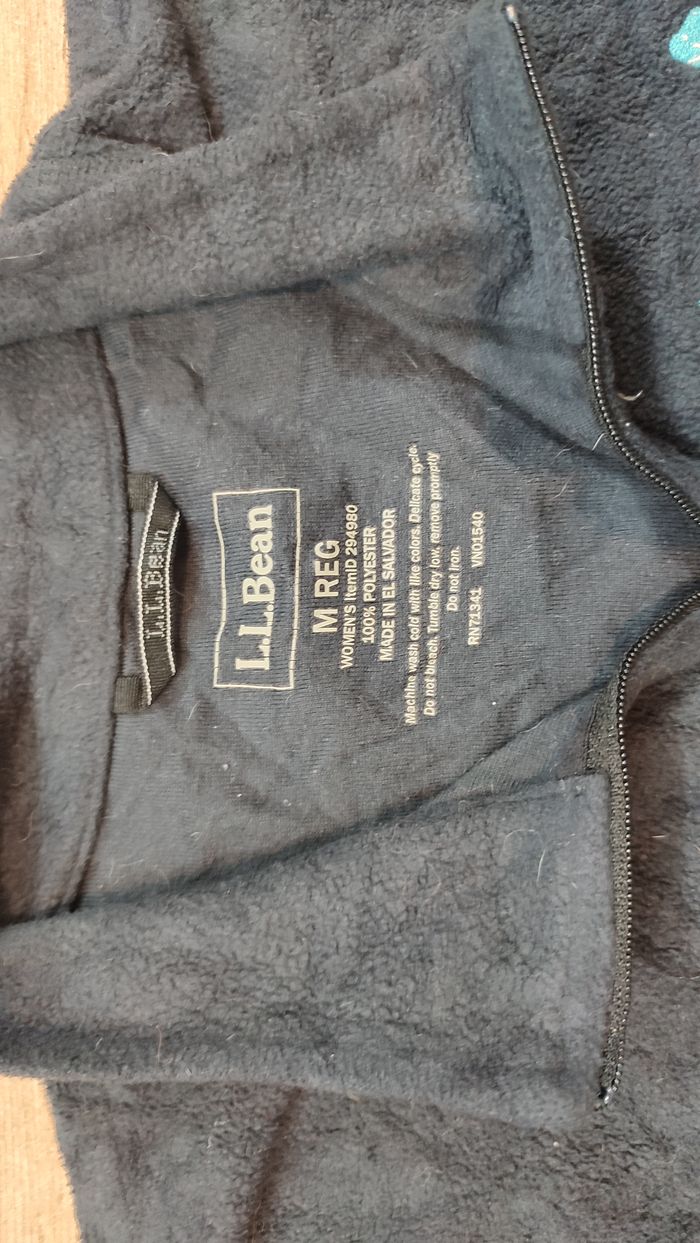 L.L.Bean
L.L.Bean
M REG
WOMEN'S ItemID 294980
100% POLYESTER
MADE IN EL SALVADOR
Machine wash cold with like colors. Delicate cycle.
Do not bleach. Tumble dry low, remove promptly
Do not iron.
RN71341 VN01540